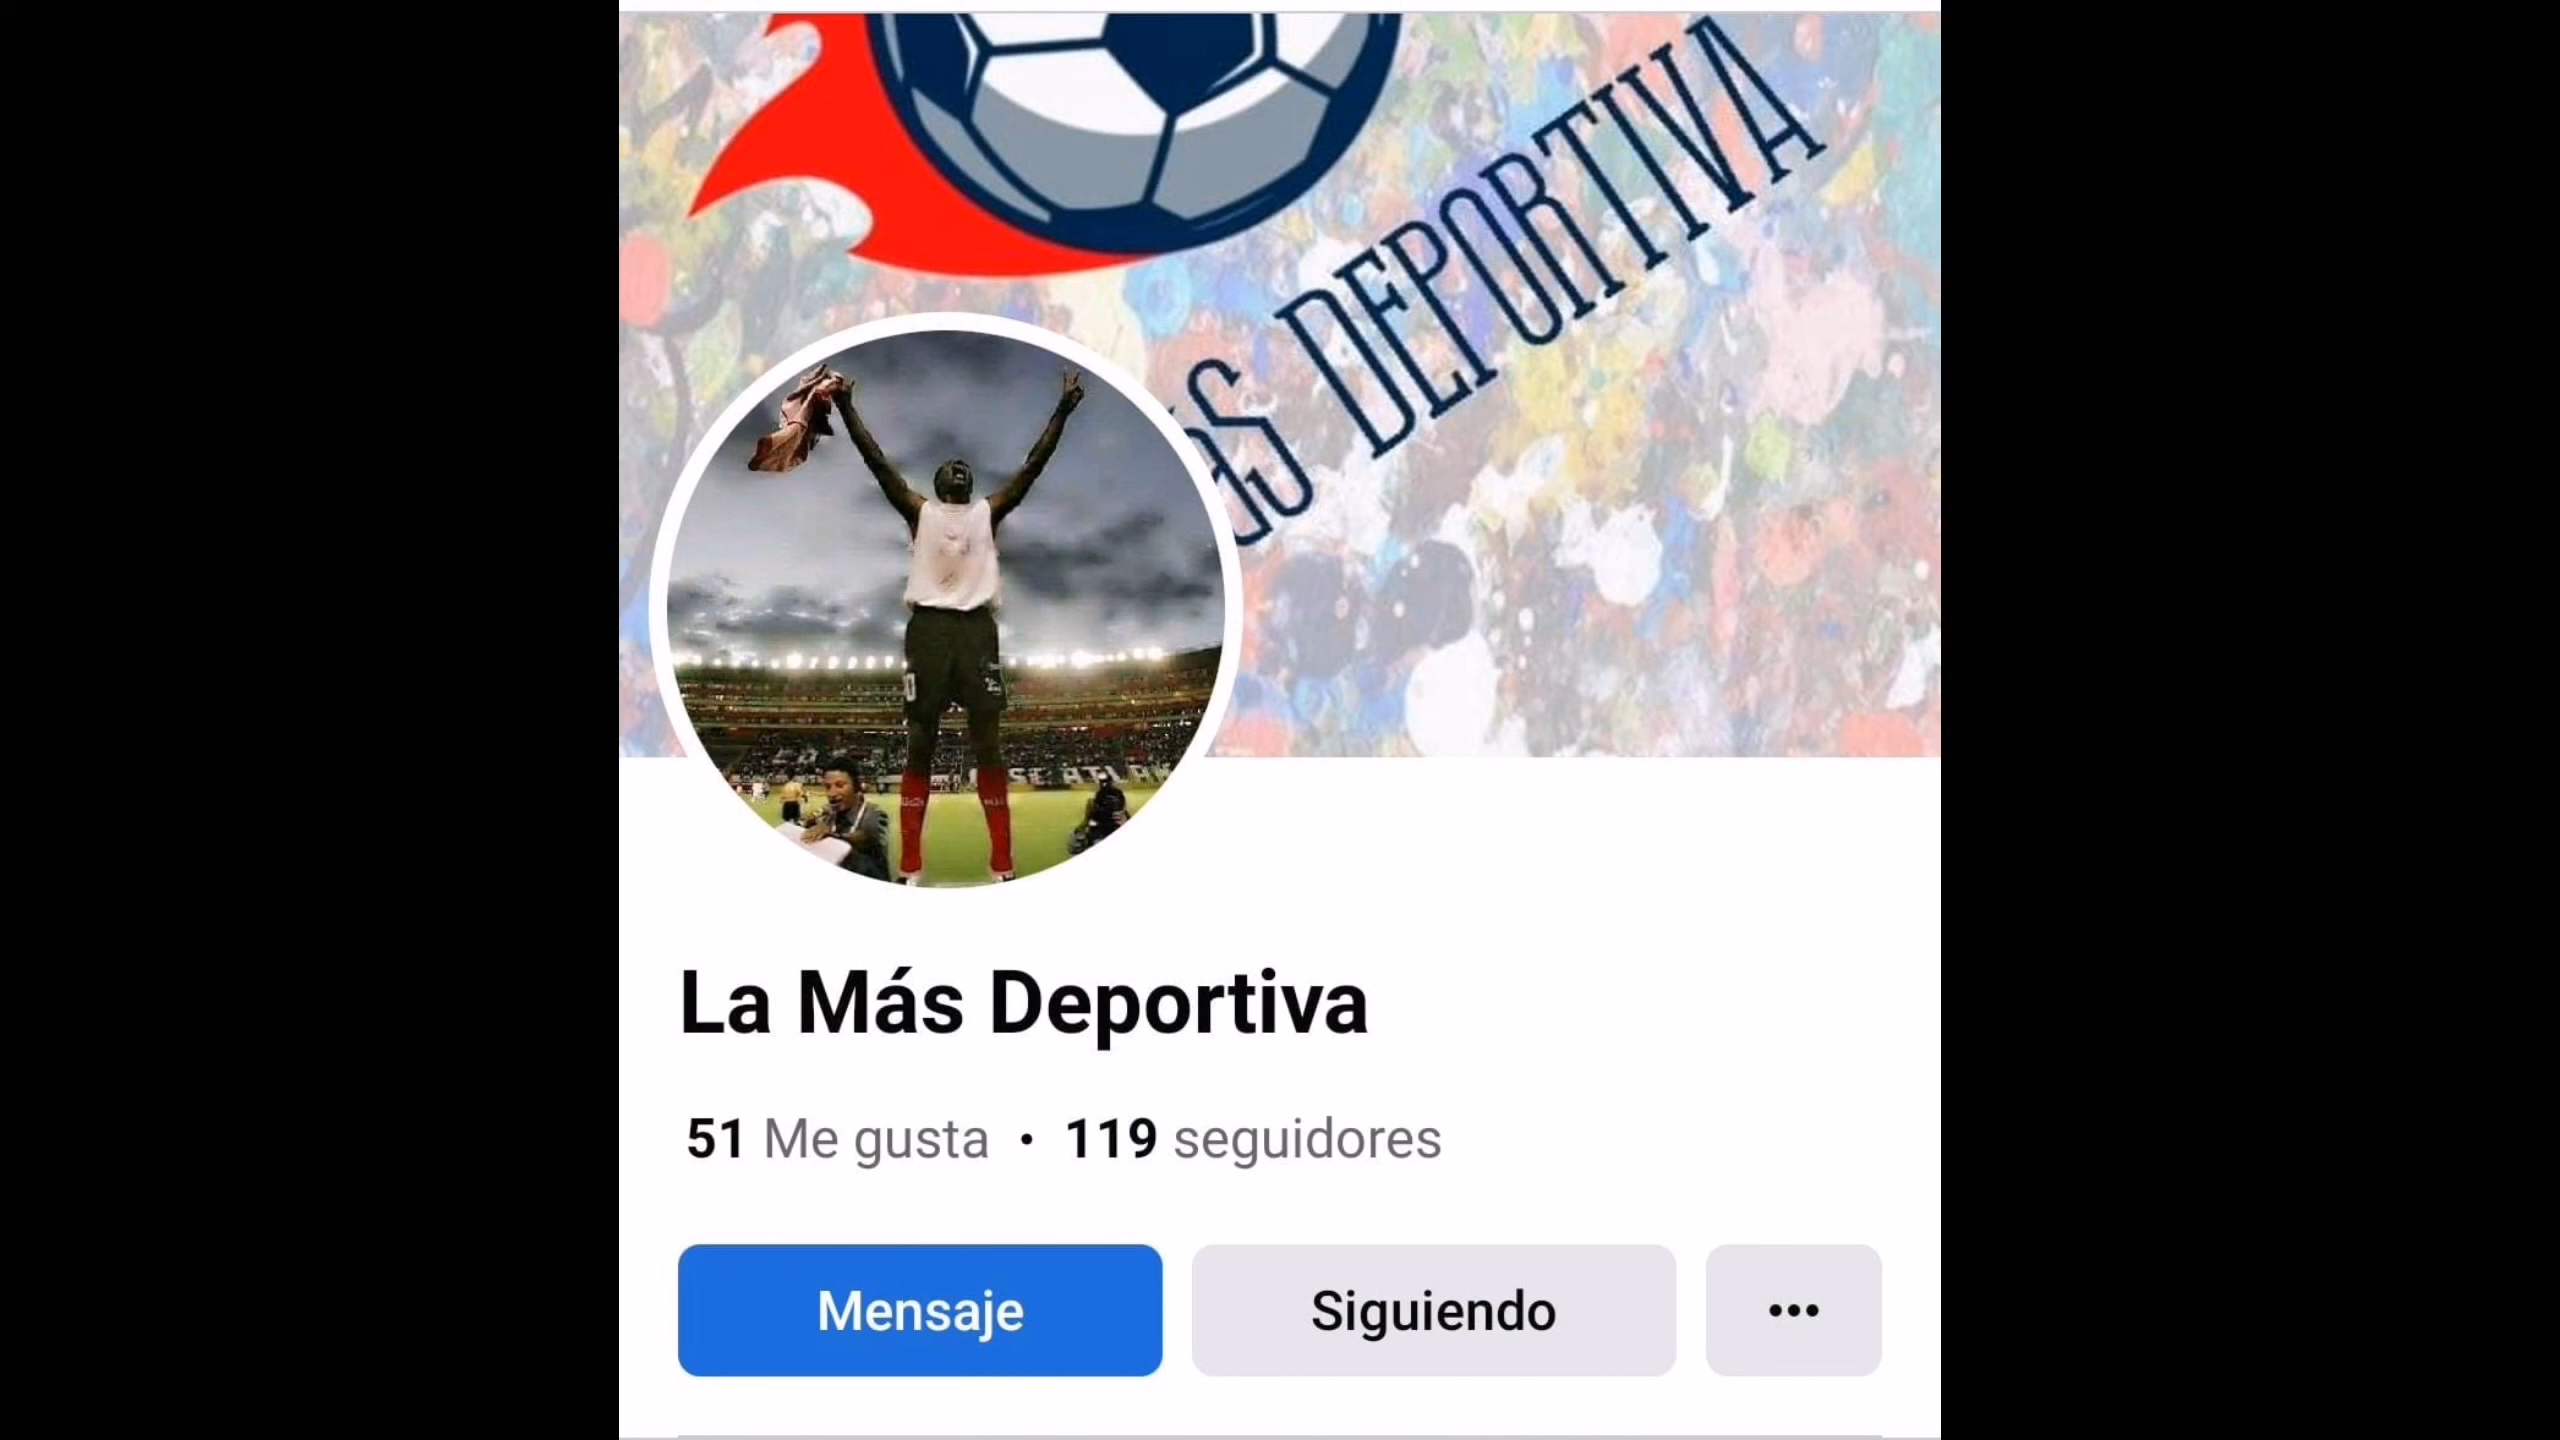 DEPORTIVA
La Más Deportiva
51 Me gusta • 119 seguidores
Mensaje
Siguiendo